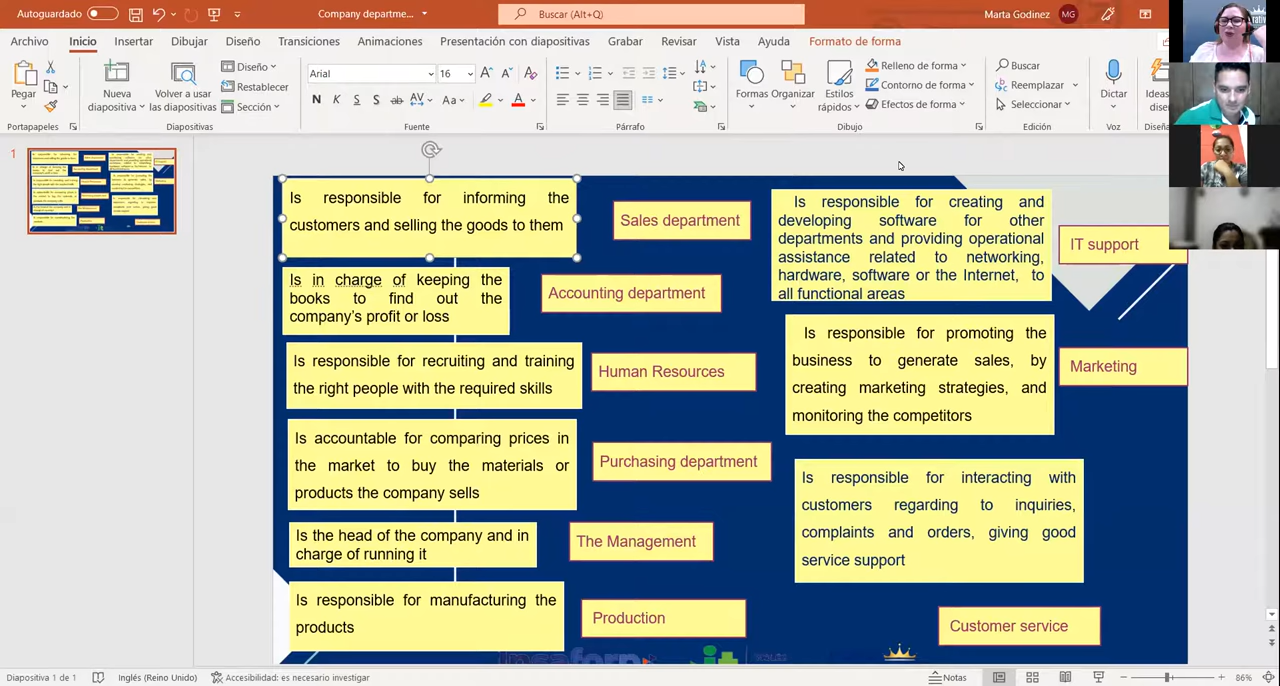 Autoguardado
Company departme...
Buscar (Alt+Q)
Marta Godinez
MG
Archivo Inicio Insertar Dibujar Diseño Transiciones Animaciones Presentación con diapositivas Grabar Revisar Vista Ayuda Formato de forma
Pegar
Nueva diapositiva
Volver a usar las diapositivas
Diseño
Restablecer
Sección
Arial
16
Formas
Organizar
Estilos rápidos
Relleno de forma
Contorno de forma
Efectos de forma
Buscar
Reemplazar
Seleccionar
Dictar
Portapapeles
Diapositivas
Fuente
Párrafo
Dibujo
Edición
Voz
1
Is responsible for informing the
customers and selling the goods to them
Sales department
Is in charge of keeping the
books to find out the
company's profit or loss
Accounting department
Is responsible for recruiting and training
the right people with the required skills
Human Resources
Is accountable for comparing prices in
the market to buy the materials or
products the company sells
Purchasing department
Is the head of the company and in
charge of running it
The Management
Is responsible for manufacturing the
products
Production
Is responsible for creating and
developing software for other
departments and providing operational
assistance related to networking,
hardware, software or the Internet, to
all functional areas
IT support
Is responsible for promoting the
business to generate sales, by
creating marketing strategies, and
monitoring the competitors
Marketing
Is responsible for interacting with
customers regarding to inquiries,
complaints and orders, giving good
service support
Customer service
Diapositiva 1 de 1
Inglés (Reino Unido)
Accesibilidad: es necesario investigar
Notas
86%